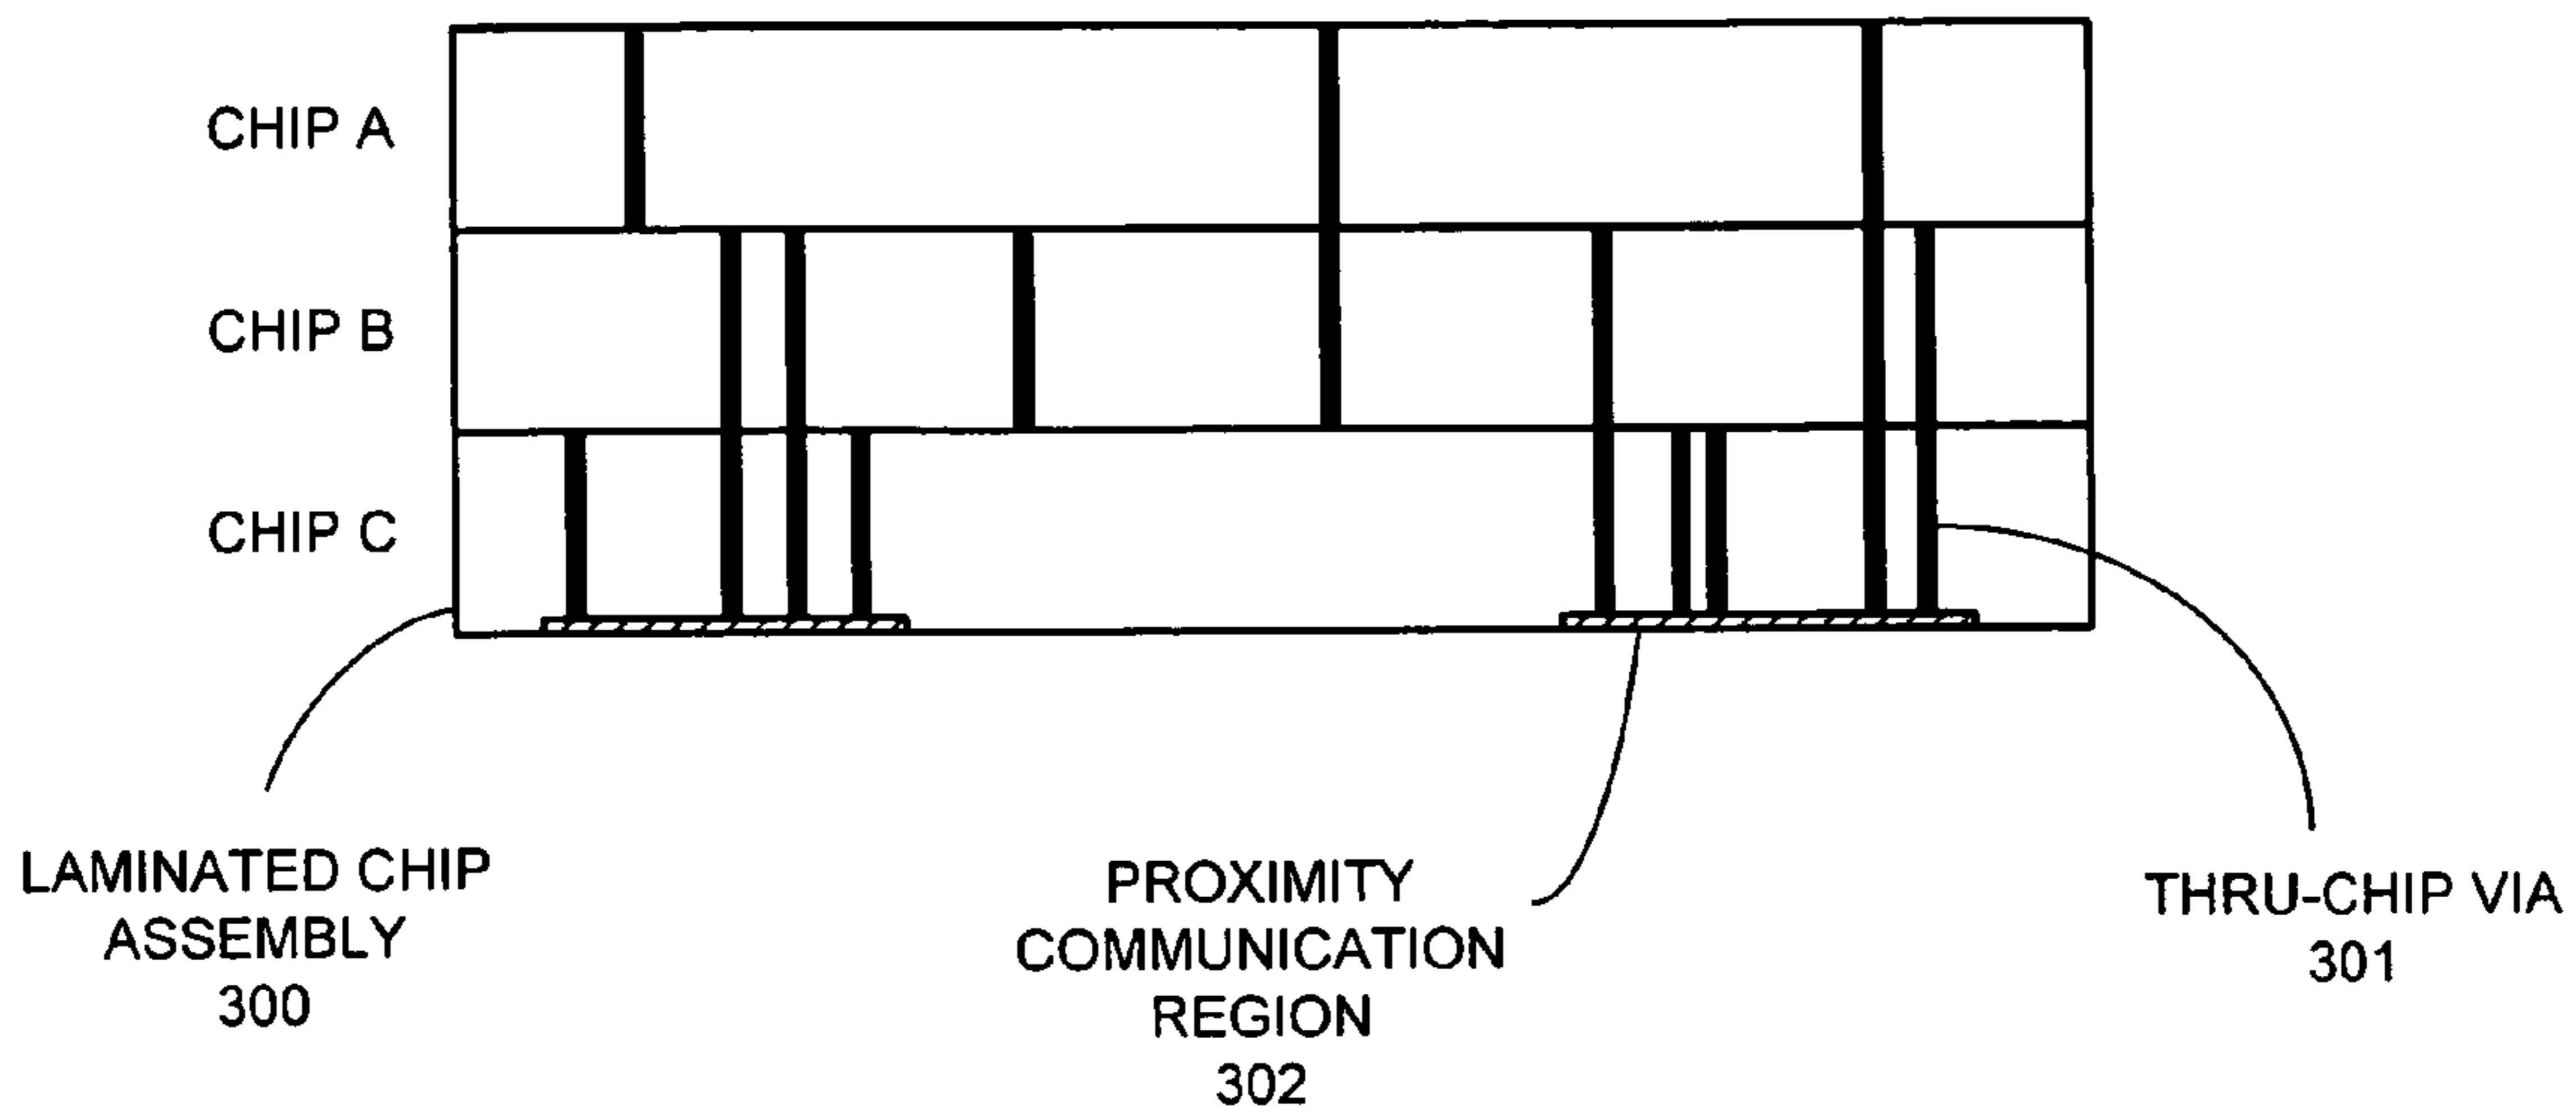 CHIP A
CHIP B
CHIP C
LAMINATED CHIP
ASSEMBLY
300
PROXIMITY
COMMUNICATION
REGION
302
THRU-CHIP VIA
301